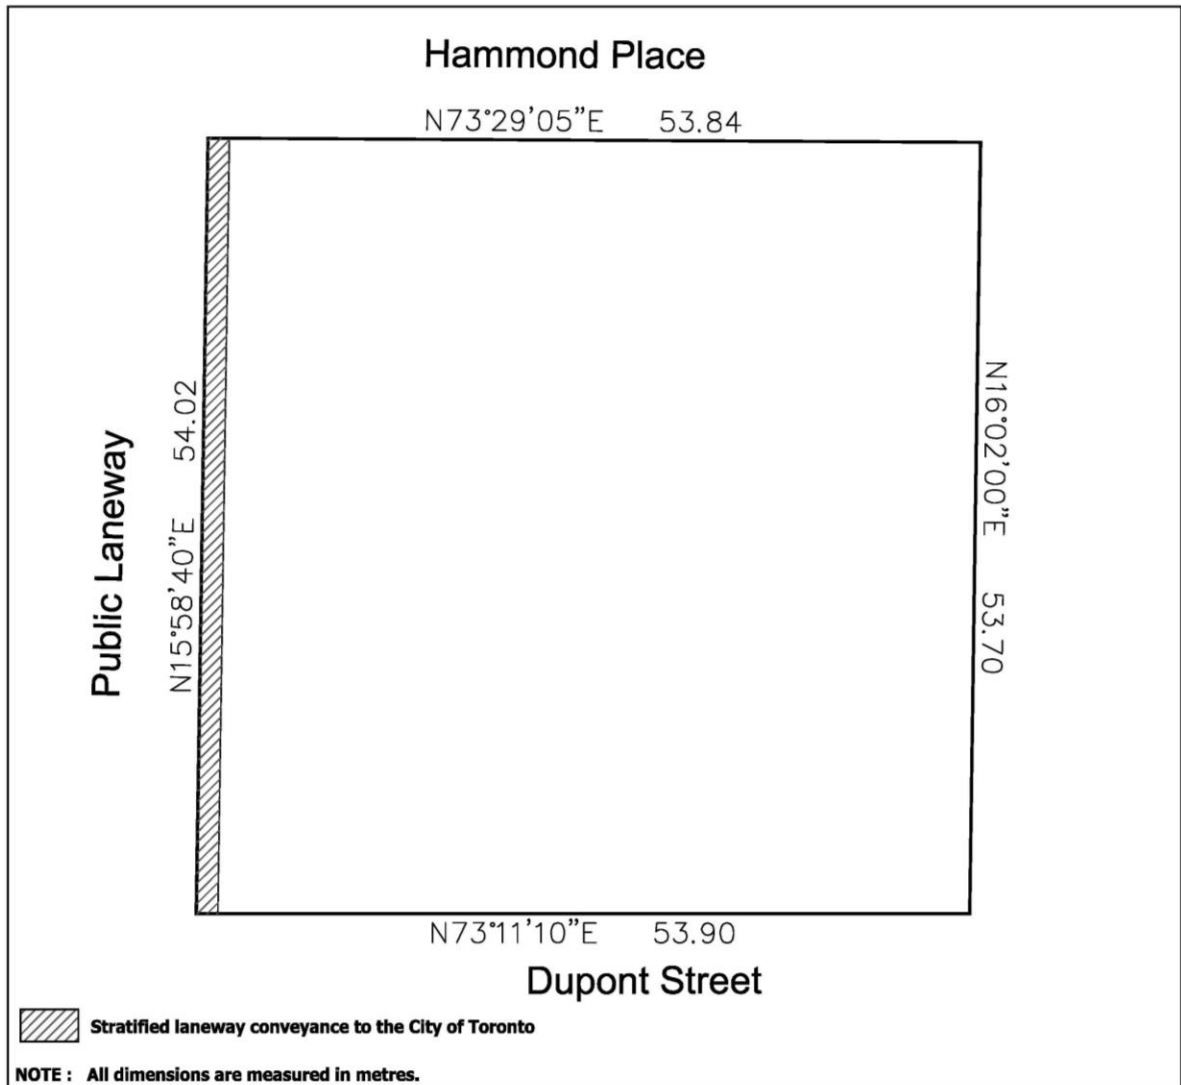 Hammond Place
N73°29'05"E 53.84
Public Laneway
N15°58'40"E 54.02
N16°02'00"E 53.70
N73°11'10"E 53.90
Dupont Street
Stratified laneway conveyance to the City of Toronto
NOTE : All dimensions are measured in metres.